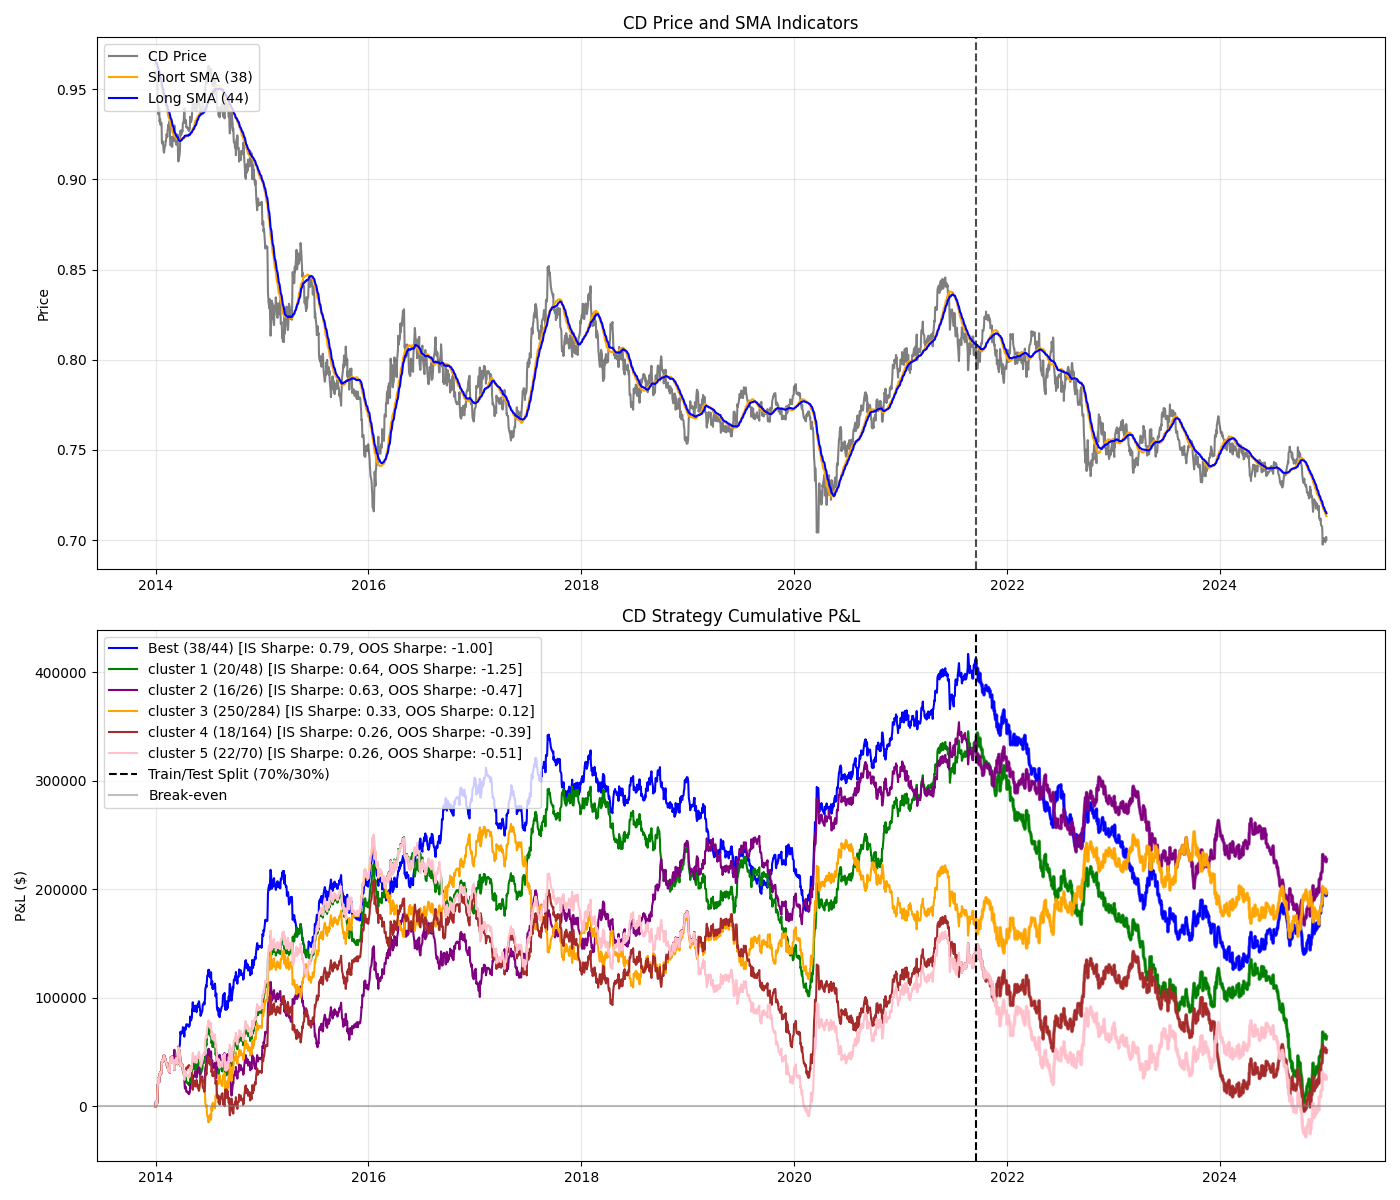 CD Price and SMA Indicators
CD Price
Short SMA (38)
Long SMA (44)
Price
0.95
0.90
0.85
0.80
0.75
0.70
2014 2016 2018 2020 2022 2024
CD Strategy Cumulative P&L
Best (38/44) [IS Sharpe: 0.79, OOS Sharpe: -1.00]
cluster 1 (20/48) [IS Sharpe: 0.64, OOS Sharpe: -1.25]
cluster 2 (16/26) [IS Sharpe: 0.63, OOS Sharpe: -0.47]
cluster 3 (250/284) [IS Sharpe: 0.33, OOS Sharpe: 0.12]
cluster 4 (18/164) [IS Sharpe: 0.26, OOS Sharpe: -0.39]
cluster 5 (22/70) [IS Sharpe: 0.26, OOS Sharpe: -0.51]
Train/Test Split (70%/30%)
Break-even
P&L ($)
400000
300000
200000
100000
0
2014 2016 2018 2020 2022 2024